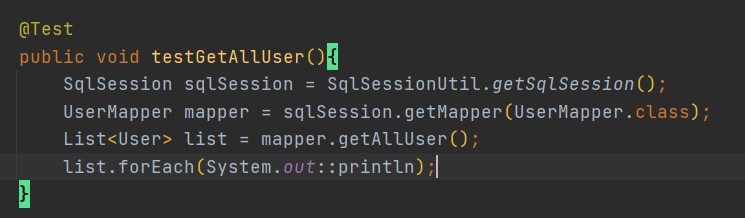 @Test
public void testGetAllUser(){
    SqlSession sqlSession = SqlSessionUtil.getSqlSession();
    UserMapper mapper = sqlSession.getMapper(UserMapper.class);
    List<User> list = mapper.getAllUser();
    list.forEach(System.out::println);
}